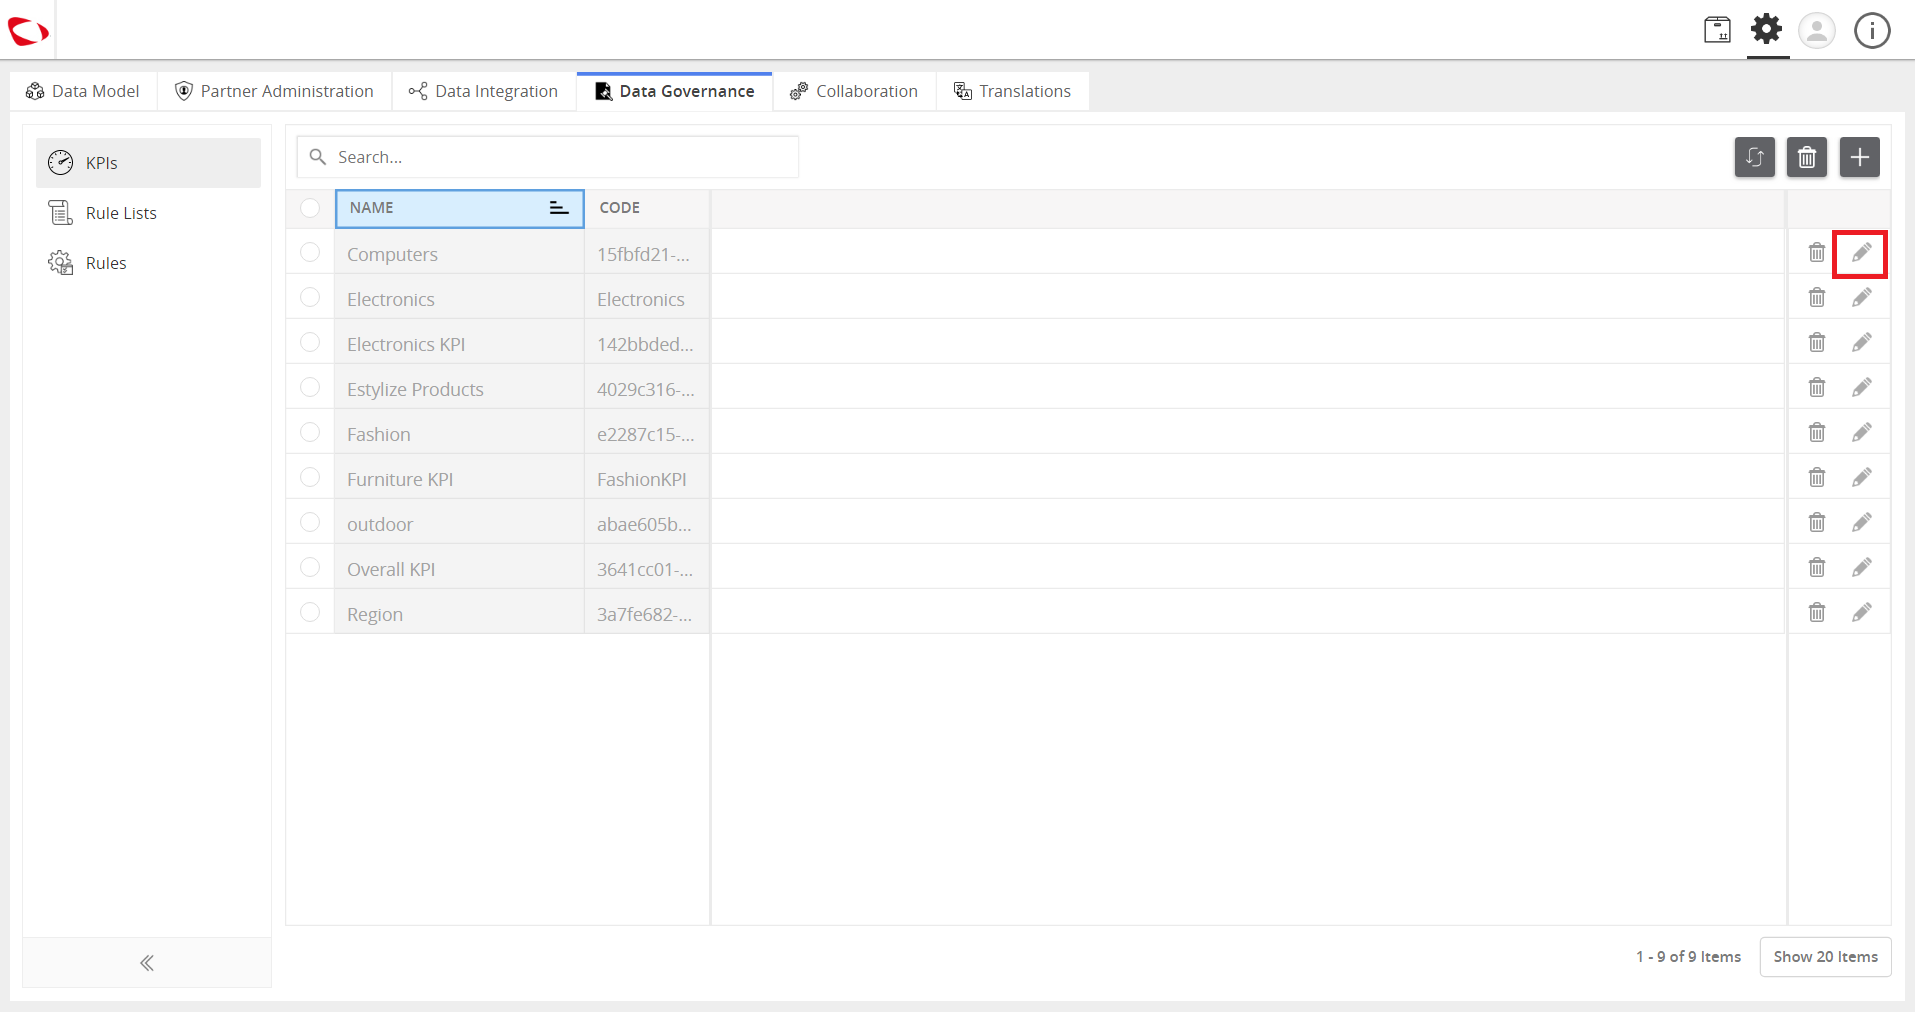 Data Model Partner Administration Data Integration Data Governance Collaboration Translations
KPIs
Rule Lists
Rules
Search...
NAME CODE
Computers 15fbfd21-...
Electronics Electronics
Electronics KPI 142bbded...
Estylize Products 4029c316-...
Fashion e2287c15-...
Furniture KPI FashionKPI
outdoor abae605b...
Overall KPI 3641cc01-...
Region 3a7fe682-...
1 - 9 of 9 Items Show 20 Items